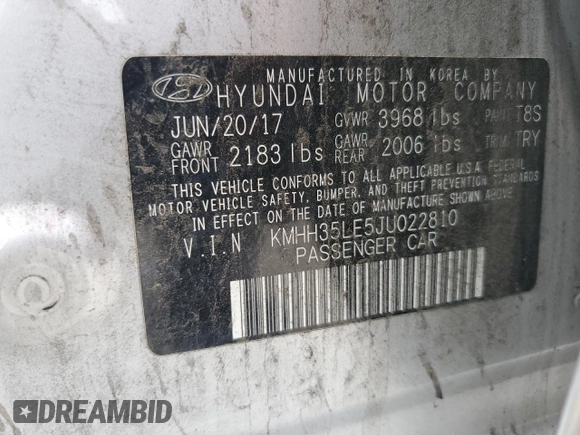 MANUFACTURED IN KOREA BY
HYUNDAI MOTOR COMPANY
JUN/20/17 GVWR 3968 lbs PAINT T8S
GAWR FRONT 2183 lbs GAWR REAR 2006 lbs TRIM TRY
THIS VEHICLE CONFORMS TO ALL APPLICABLE U.S.A. FEDERAL
MOTOR VEHICLE SAFETY, BUMPER, AND THEFT PREVENTION STANDARDS
IN EFFECT ON THE DATE OF MANUFACTURE SHOWN ABOVE.
V.I.N KMHH35LE5JU022810
PASSENGER CAR
DREAMBID